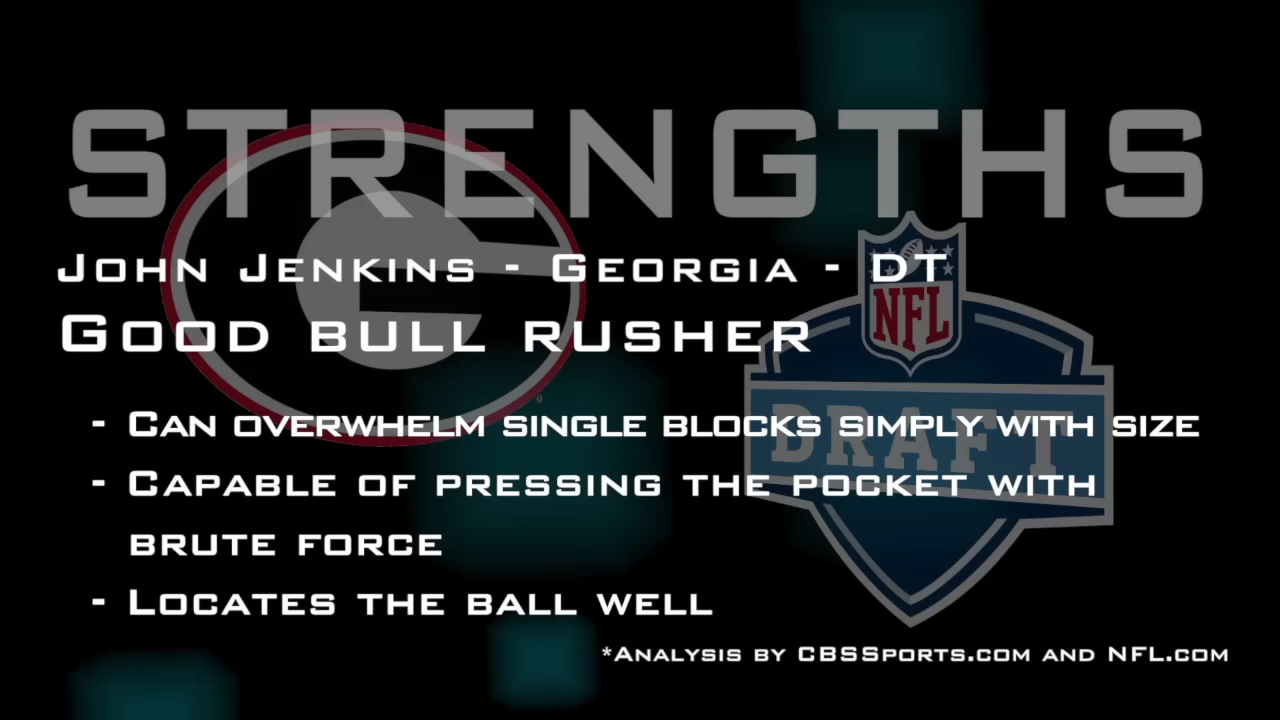 STRENGTHS
JOHN JENKINS - GEORGIA - DT
GOOD BULL RUSHER
- CAN OVERWHELM SINGLE BLOCKS SIMPLY WITH SIZE
- CAPABLE OF PRESSING THE POCKET WITH
BRUTE FORCE
- LOCATES THE BALL WELL
*ANALYSIS BY CBSSPORTS.COM AND NFL.COM
G
NFL
DRAFT